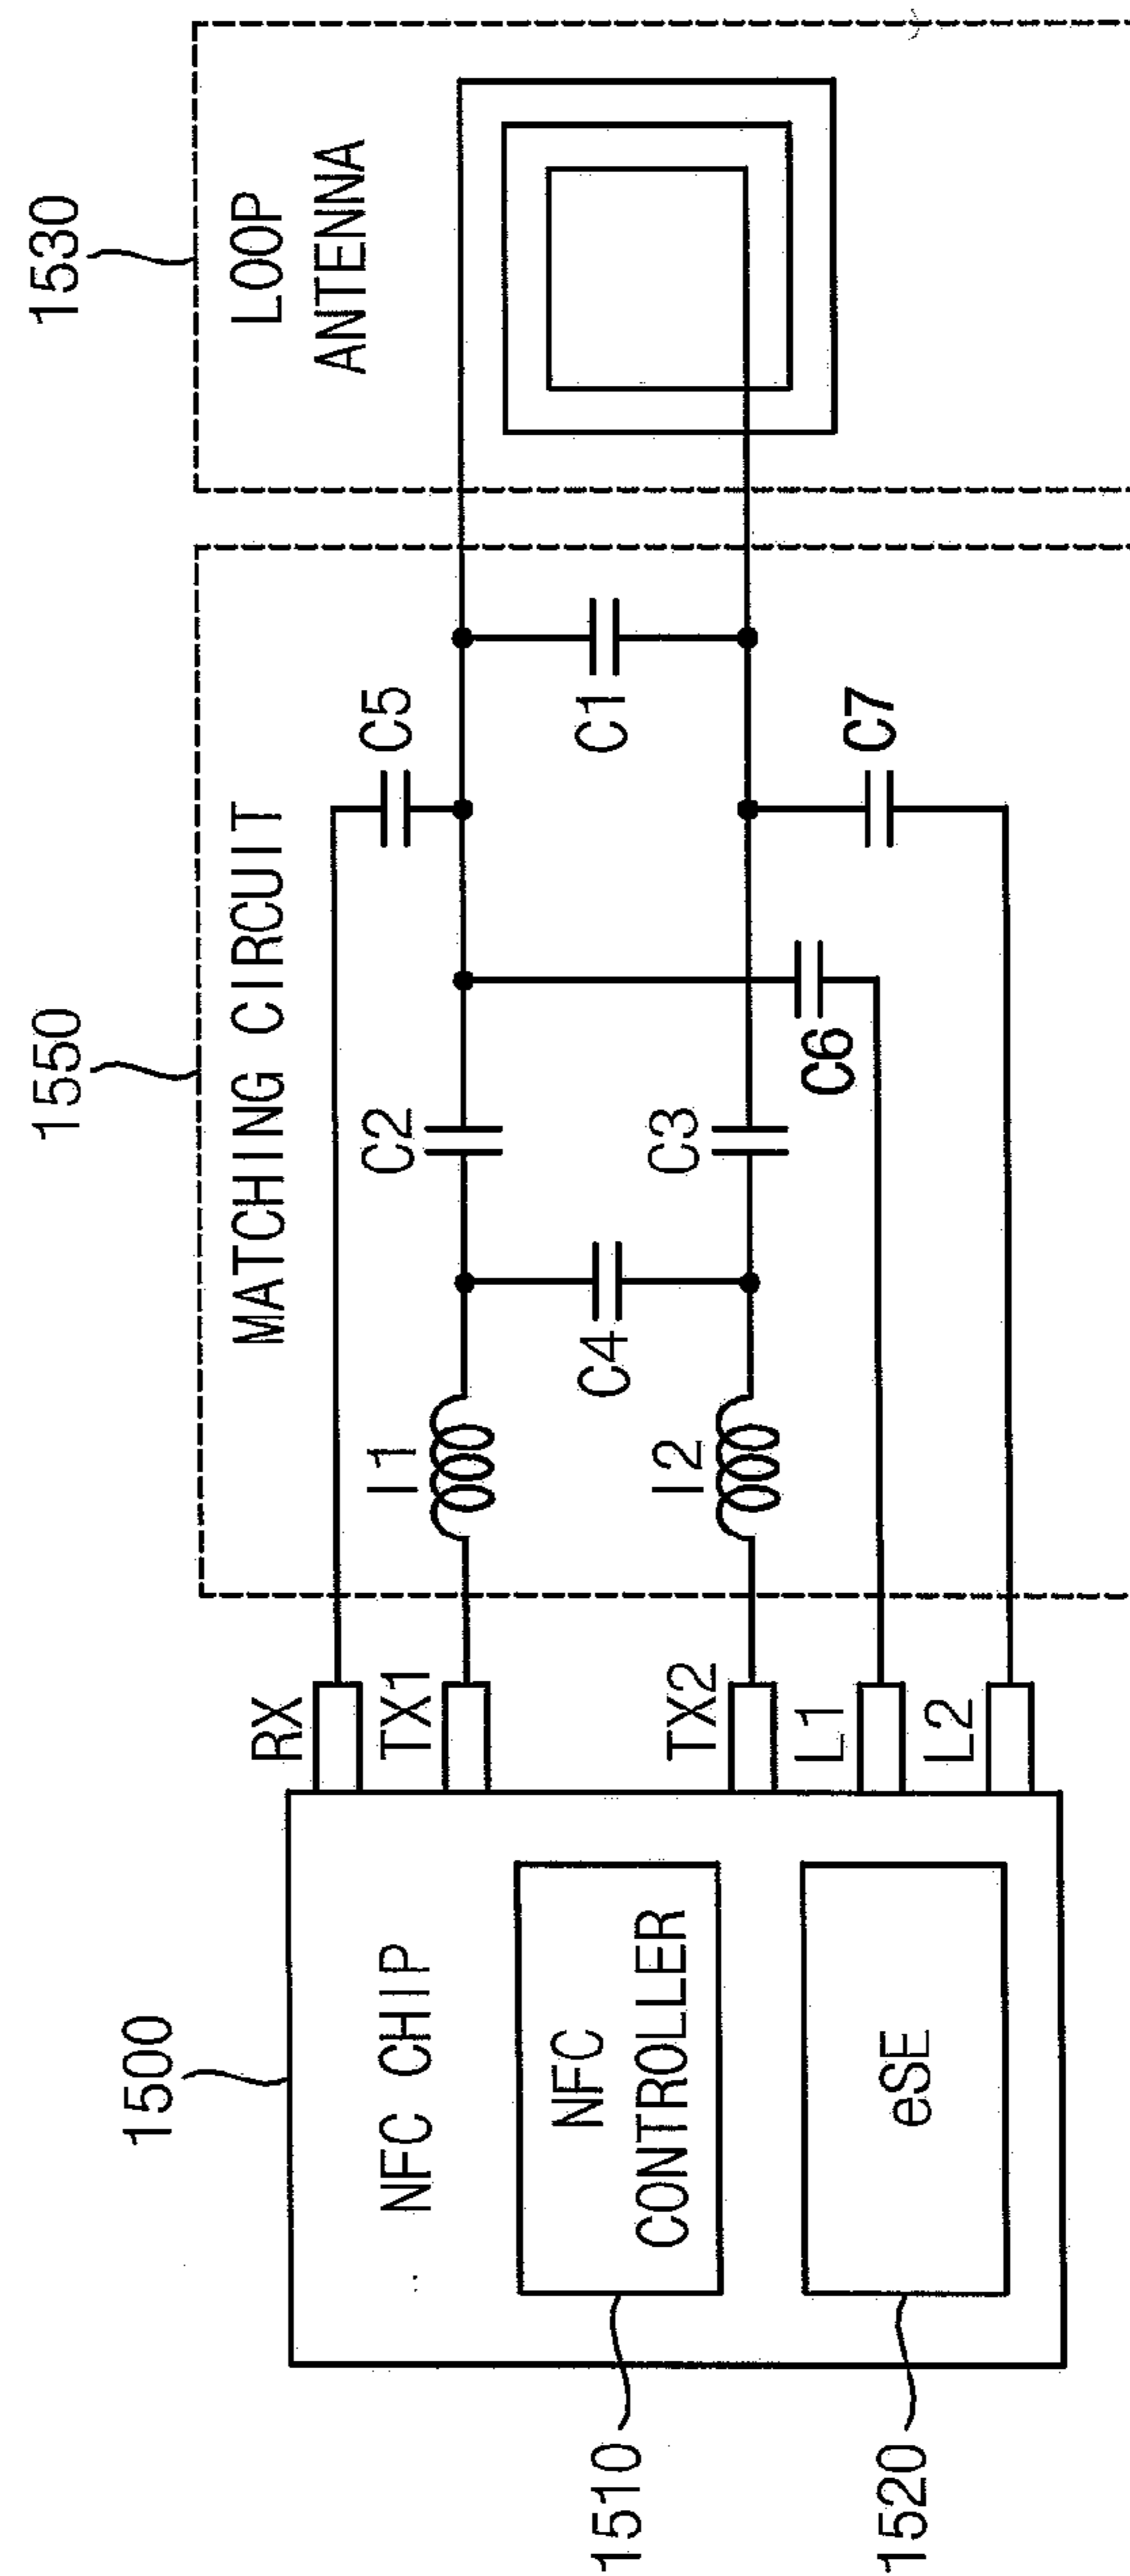 1500
NFC CHIP
1510
NFC
CONTROLLER
1520
eSE
RX
TX1
TX2
L1
L2
1550
MATCHING CIRCUIT
I1
I2
C4
C2
C3
C6
C5
C1
C7
1530
LOOP
ANTENNA